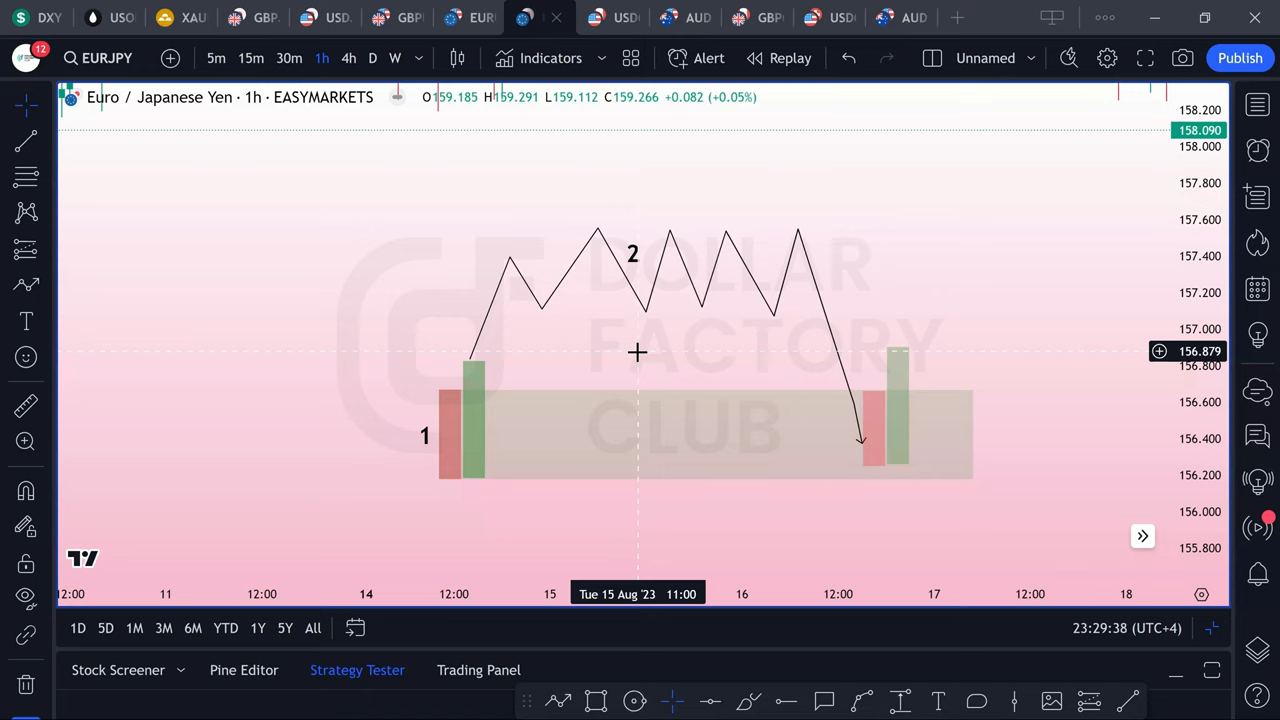 DXY USO XAU GBP. USD. GBP EUR USD AUD GBP USD AUD
12 EURJPY 5m 15m 30m 1h 4h D W Indicators Alert Replay Unnamed Publish
Euro / Japanese Yen · 1h · EASYMARKETS O159.185 H159.291 L159.112 C159.266 +0.082 (+0.05%)
158.200
158.090
158.000
157.800
157.600
2
DOLLAR
157.400
157.200
157.000
FACTORY
156.879
156.800
156.600
1
CLUB
156.400
156.200
156.000
155.800
12:00 11 12:00 14 12:00 15 Tue 15 Aug '23 11:00 16 12:00 17 12:00 18
1D 5D 1M 3M 6M YTD 1Y 5Y All 23:29:38 (UTC+4)
Stock Screener Pine Editor Strategy Tester Trading Panel